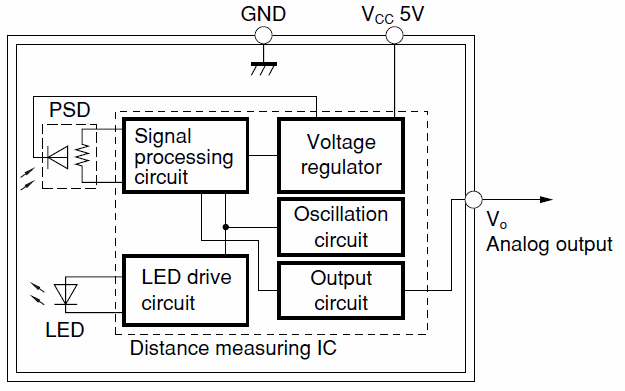 GND
VCC 5V
PSD
Signal
processing
circuit
Voltage
regulator
Oscillation
circuit
Vo
Analog output
LED drive
circuit
Output
circuit
LED
Distance measuring IC